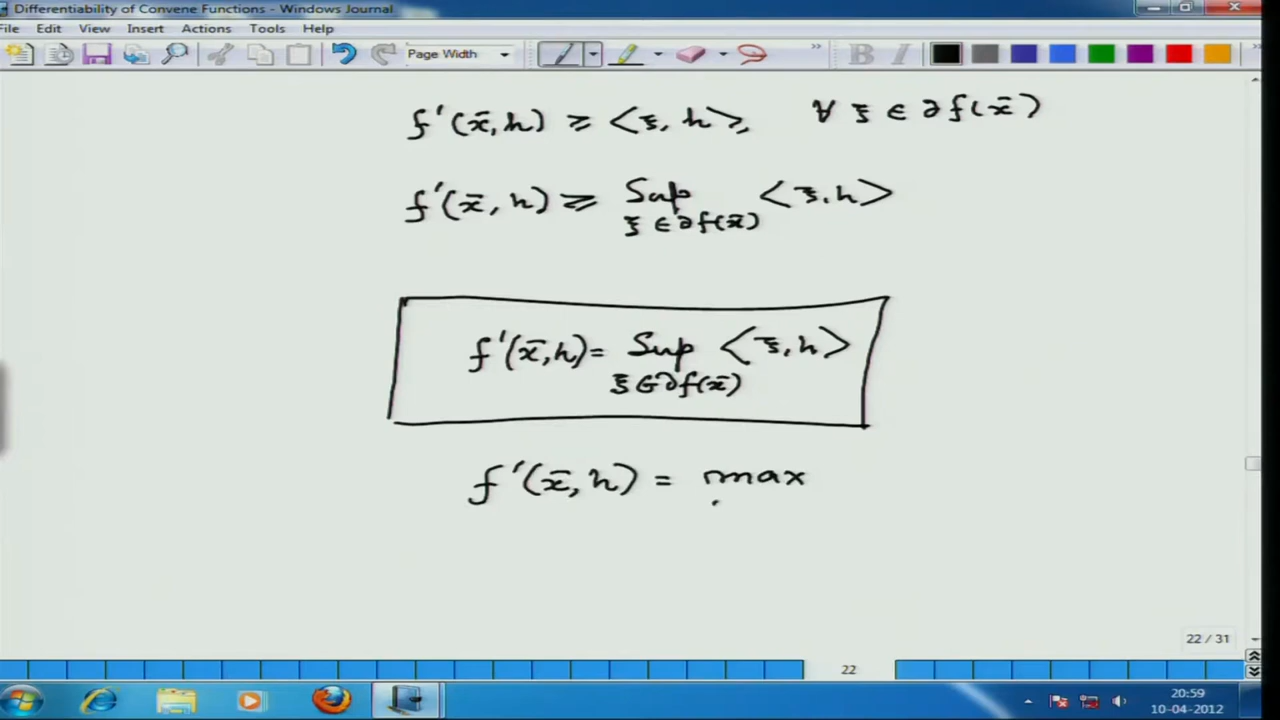 Differentiability of Convene Functions - Windows Journal
File Edit View Insert Actions Tools Help
Page Width B I
f'(x̄, h) ≥ <ξ, h>, ∀ ξ ∈ ∂f(x̄)
f'(x̄, h) ≥ Sup <ξ, h>
ξ ∈ ∂f(x̄)
f'(x̄, h) = Sup <ξ, h>
ξ ∈ ∂f(x̄)
f'(x̄, h) = max
22 / 31
22
20:59
10-04-2012